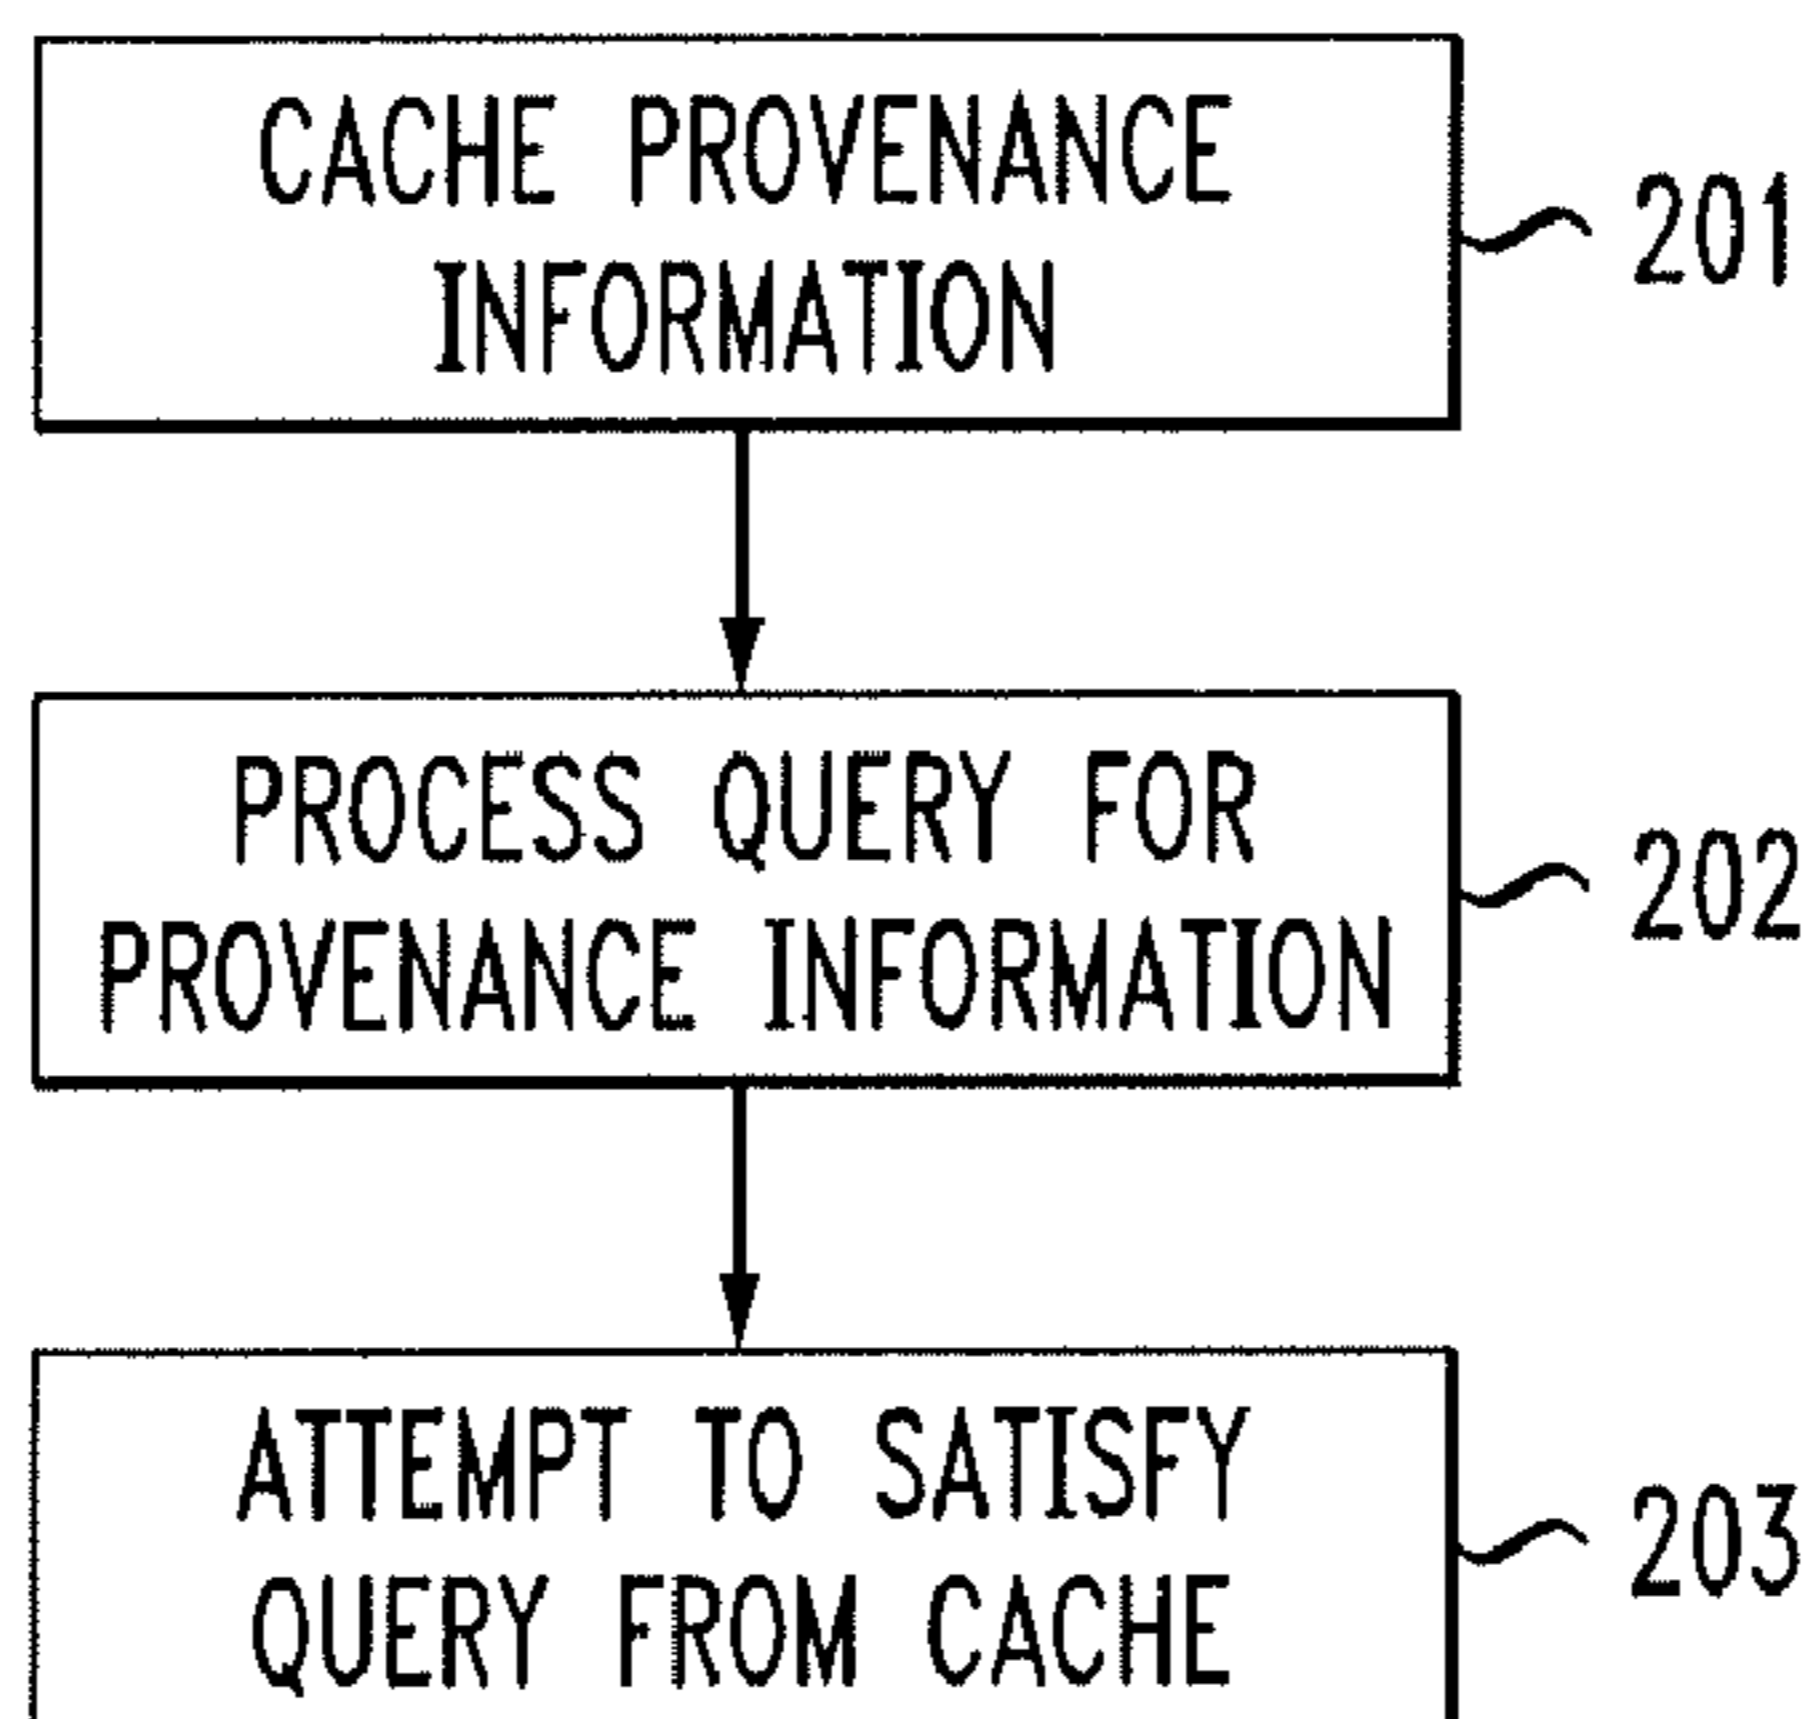 CACHE PROVENANCE
INFORMATION
201
PROCESS QUERY FOR
PROVENANCE INFORMATION
202
ATTEMPT TO SATISFY
QUERY FROM CACHE
203